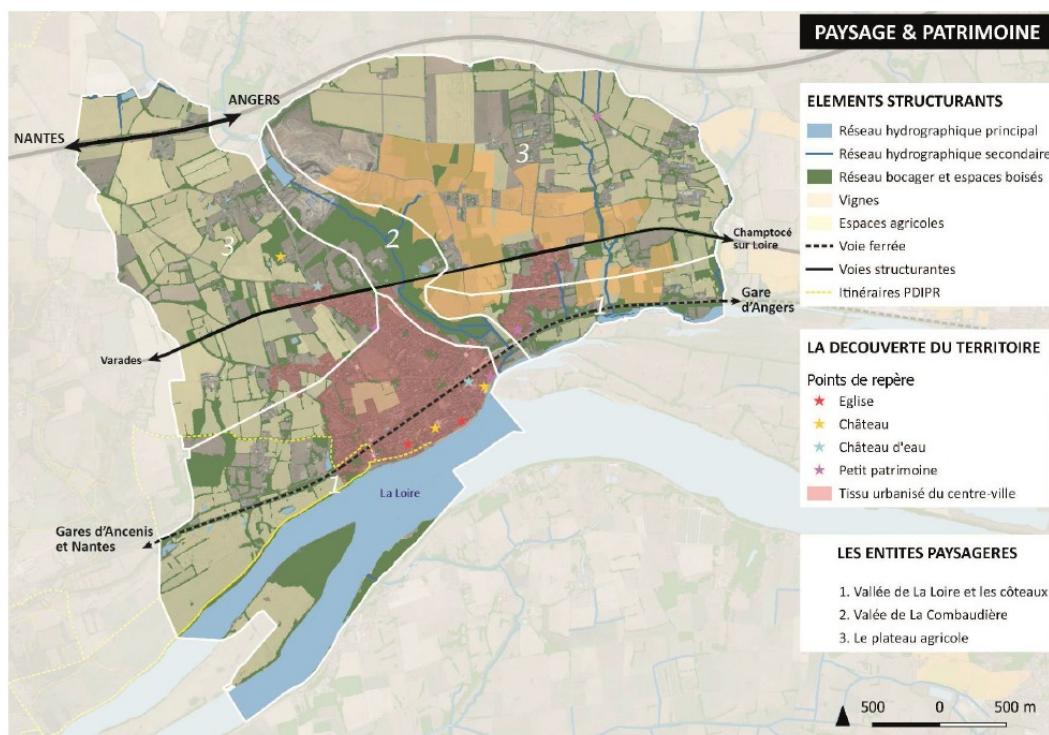 PAYSAGE & PATRIMOINE
ELEMENTS STRUCTURANTS
Réseau hydrographique principal
Réseau hydrographique secondaire
Réseau bocager et espaces boisés
Vignes
Espaces agricoles
Voie ferrée
Voies structurantes
Itinéraires PDIPR
LA DECOUVERTE DU TERRITOIRE
Points de repère
Eglise
Château
Château d'eau
Petit patrimoine
Tissu urbanisé du centre-ville
LES ENTITES PAYSAGERES
1. Vallée de La Loire et les côteaux
2. Valée de La Combaudière
3. Le plateau agricole
500 0 500 m
ANGERS
NANTES
3
2
3
Champtocé
sur Loire
1
Gare
d'Angers
Varades
1
La Loire
Gares d'Ancenis
et Nantes